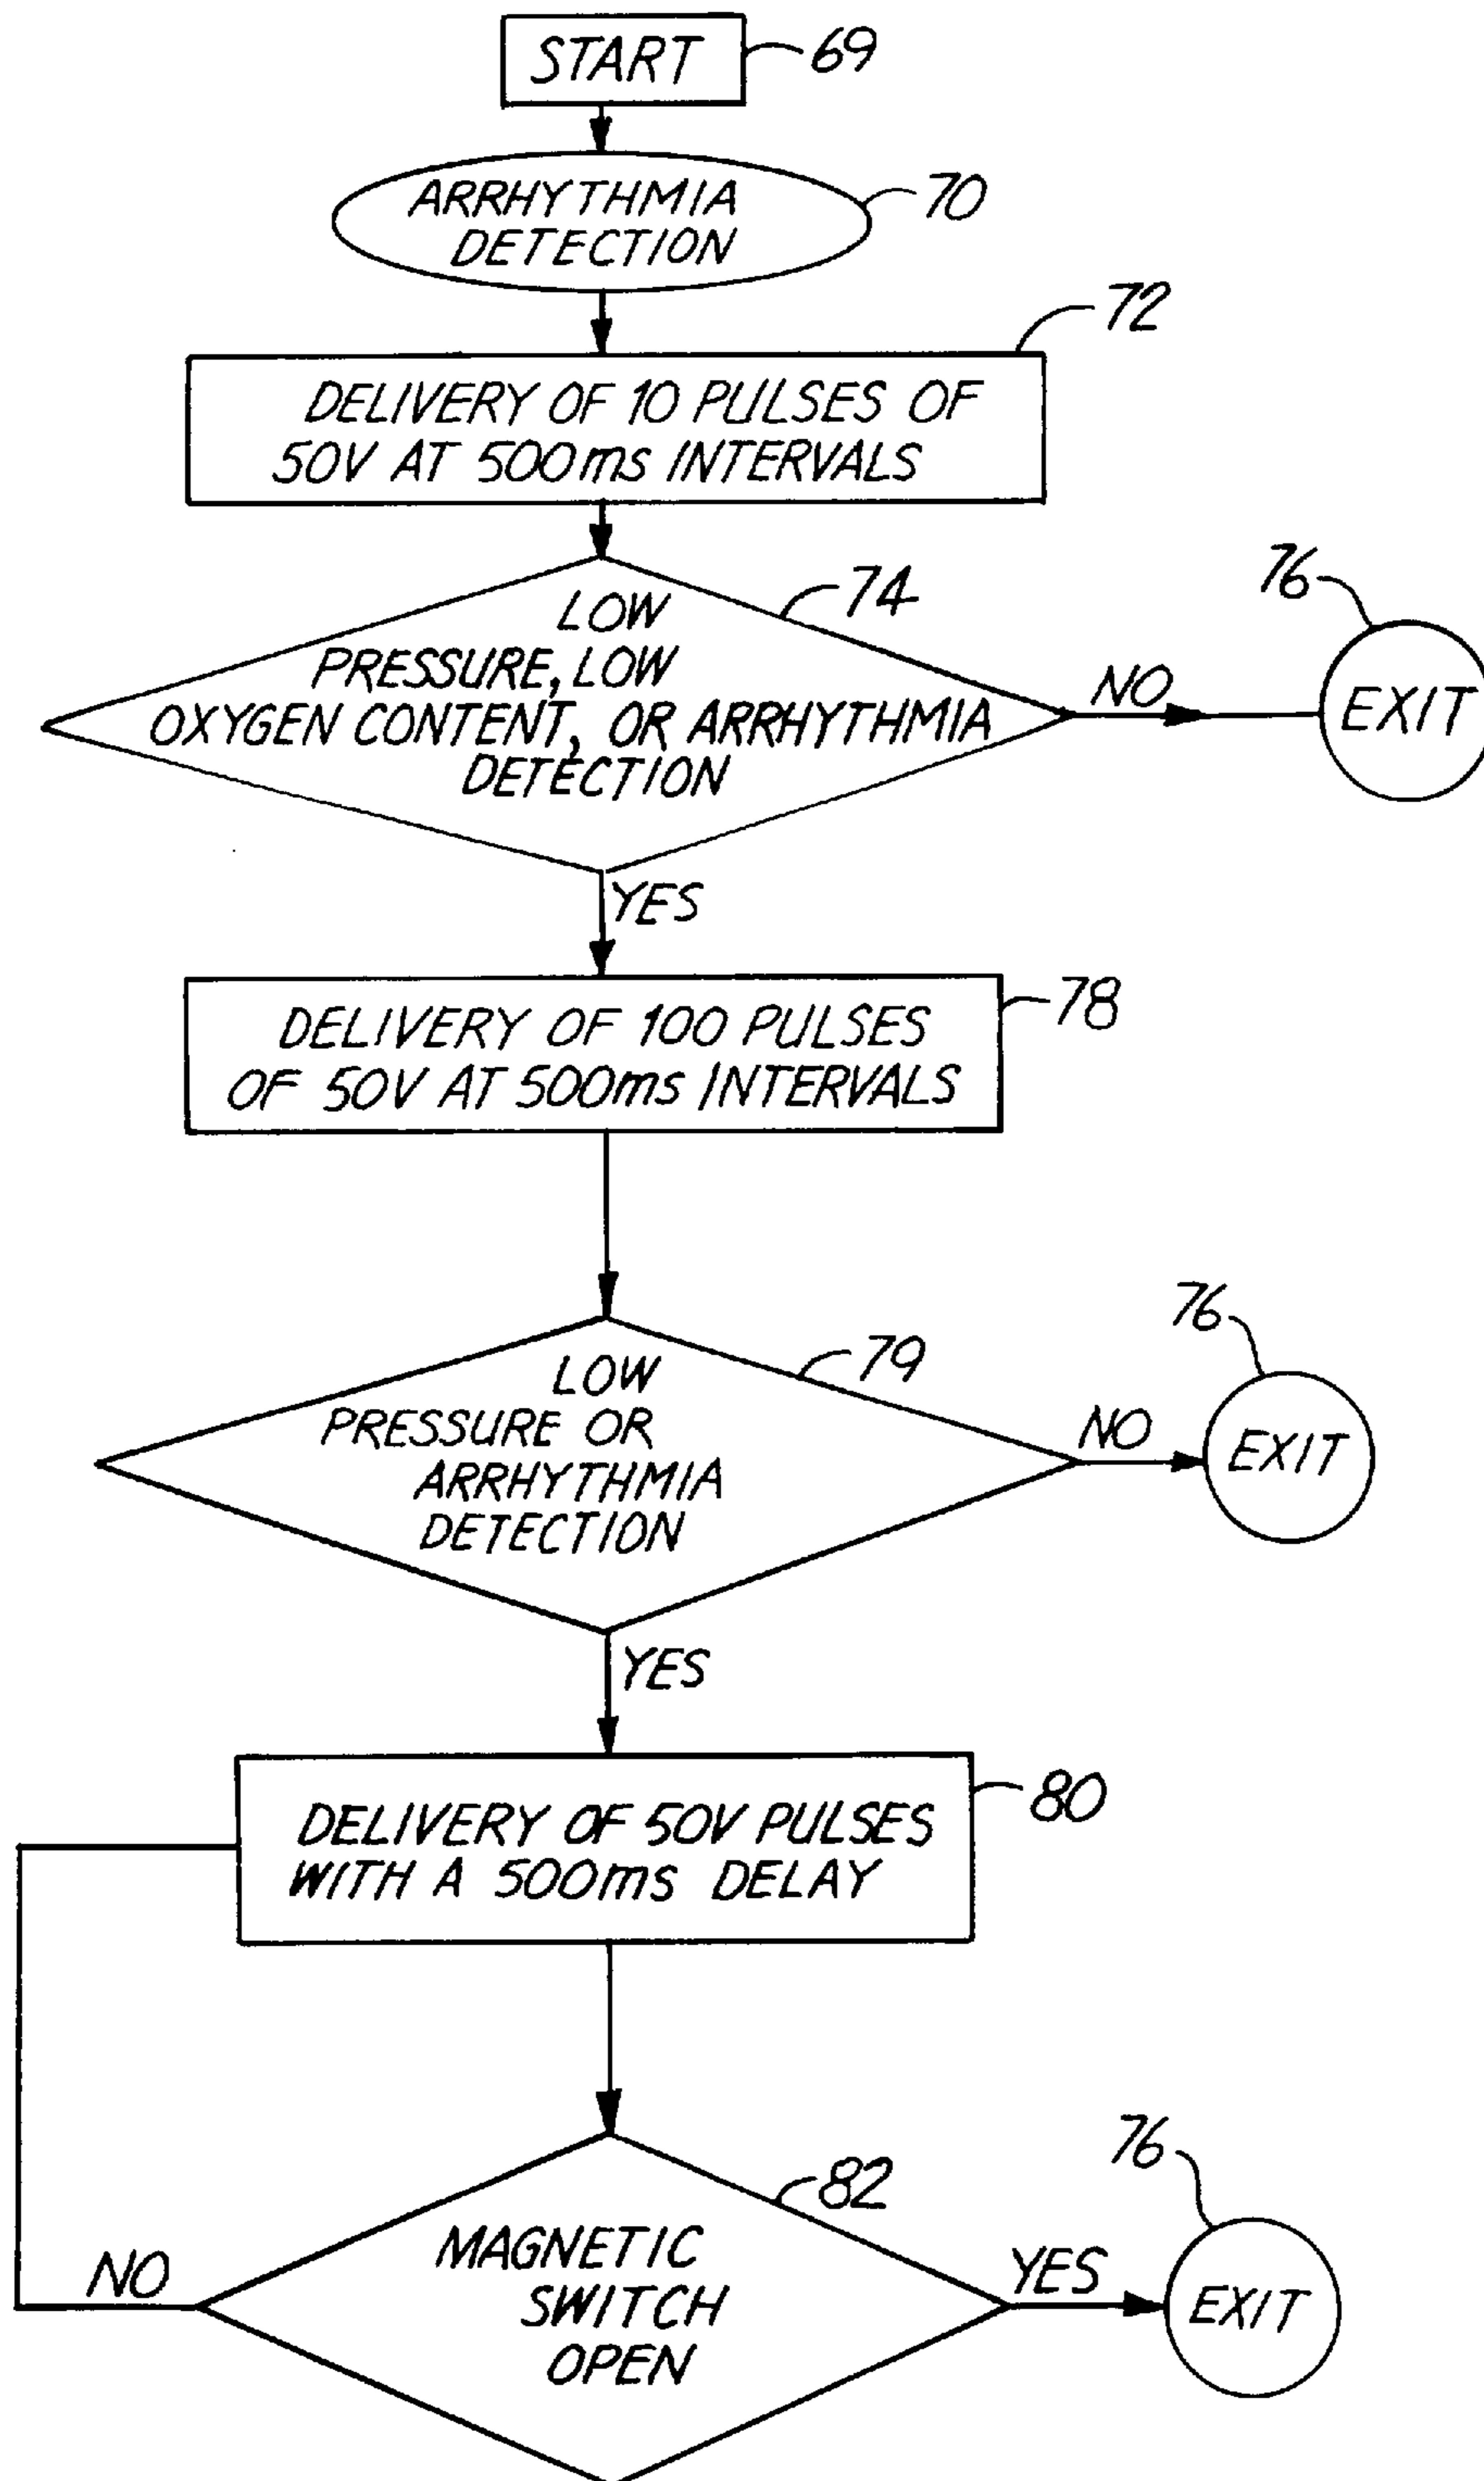 START
69
ARRHYTHMIA
DETECTION
70
72
DELIVERY OF 10 PULSES OF
50V AT 500ms INTERVALS
74
LOW
PRESSURE, LOW
OXYGEN CONTENT, OR ARRHYTHMIA
DETECTION
NO
76
EXIT
YES
78
DELIVERY OF 100 PULSES
OF 50V AT 500ms INTERVALS
79
LOW
PRESSURE OR
ARRHYTHMIA
DETECTION
NO
76
EXIT
YES
80
DELIVERY OF 50V PULSES
WITH A 500ms DELAY
82
MAGNETIC
SWITCH
OPEN
NO
YES
76
EXIT